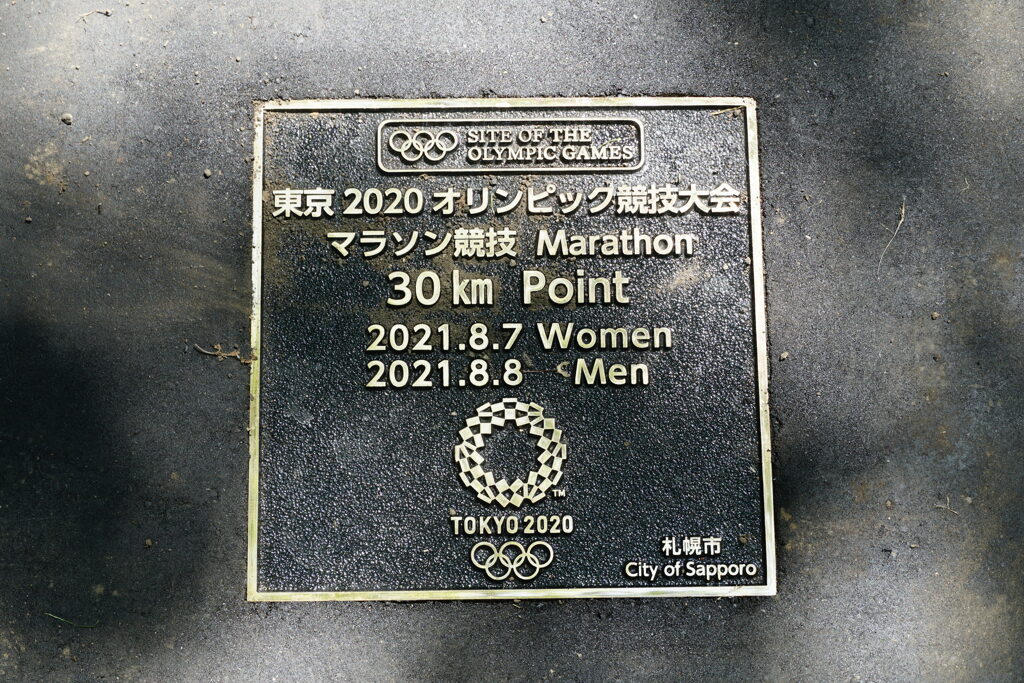 SITE OF THE
OLYMPIC GAMES
東京 2020 オリンピック競技大会
マラソン競技 Marathon
30 km Point
2021.8.7 Women
2021.8.8 Men
TM
TOKYO 2020
札幌市
City of Sapporo